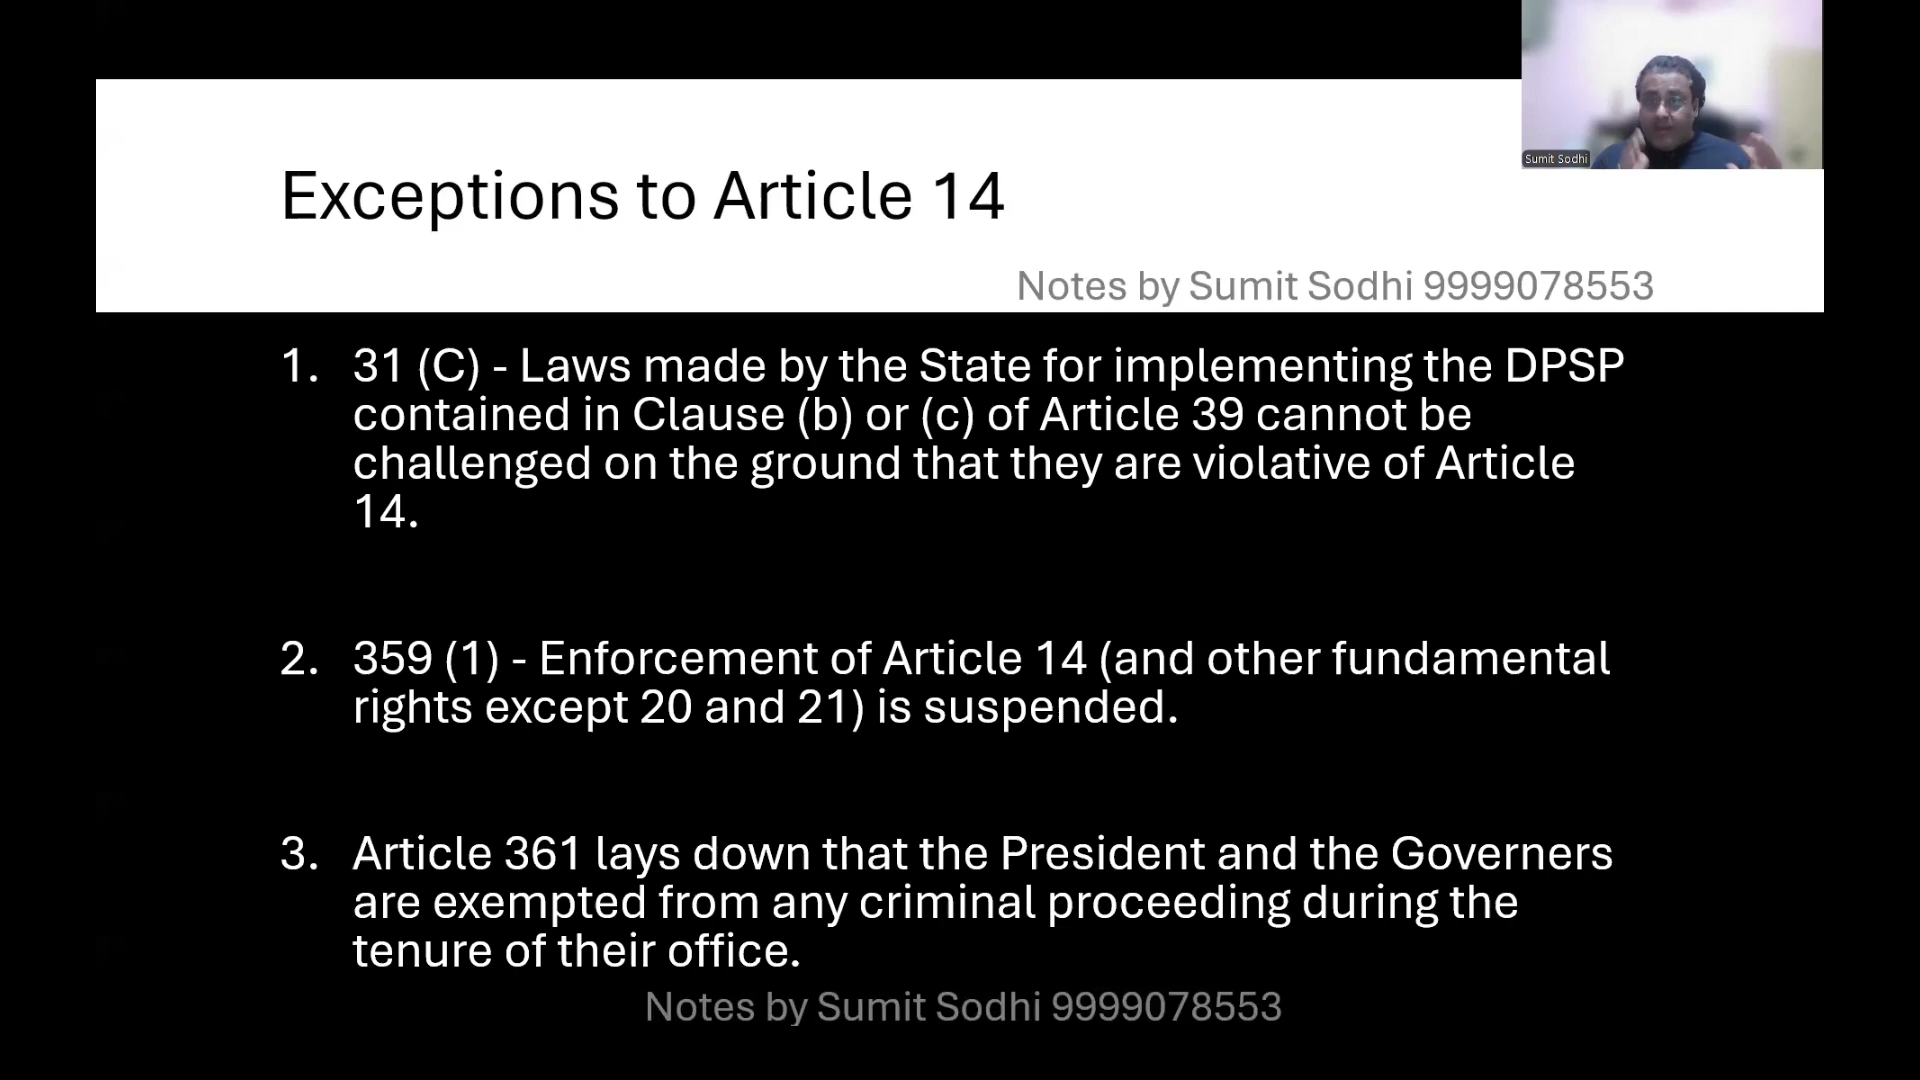 Sumit Sodhi
Exceptions to Article 14
Notes by Sumit Sodhi 9999078553
1. 31 (C) - Laws made by the State for implementing the DPSP
contained in Clause (b) or (c) of Article 39 cannot be
challenged on the ground that they are violative of Article
14.
2. 359 (1) - Enforcement of Article 14 (and other fundamental
rights except 20 and 21) is suspended.
3. Article 361 lays down that the President and the Governers
are exempted from any criminal proceeding during the
tenure of their office.
Notes by Sumit Sodhi 9999078553